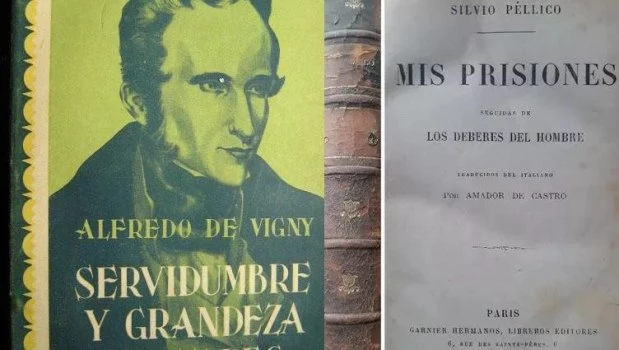 ALFREDO DE VIGNY
SERVIDUMBRE
Y GRANDEZA
SILVIO PÉLLICO
MIS PRISIONES
SEGUIDAS DE
LOS DEBERES DEL HOMBRE
TRADUCIDOS DEL ITALIANO
POR AMADOR DE CASTRO
PARIS
GARNIER HERMANOS, LIBREROS EDITORES
6, RUE DES SAINTS-PÈRES, 6